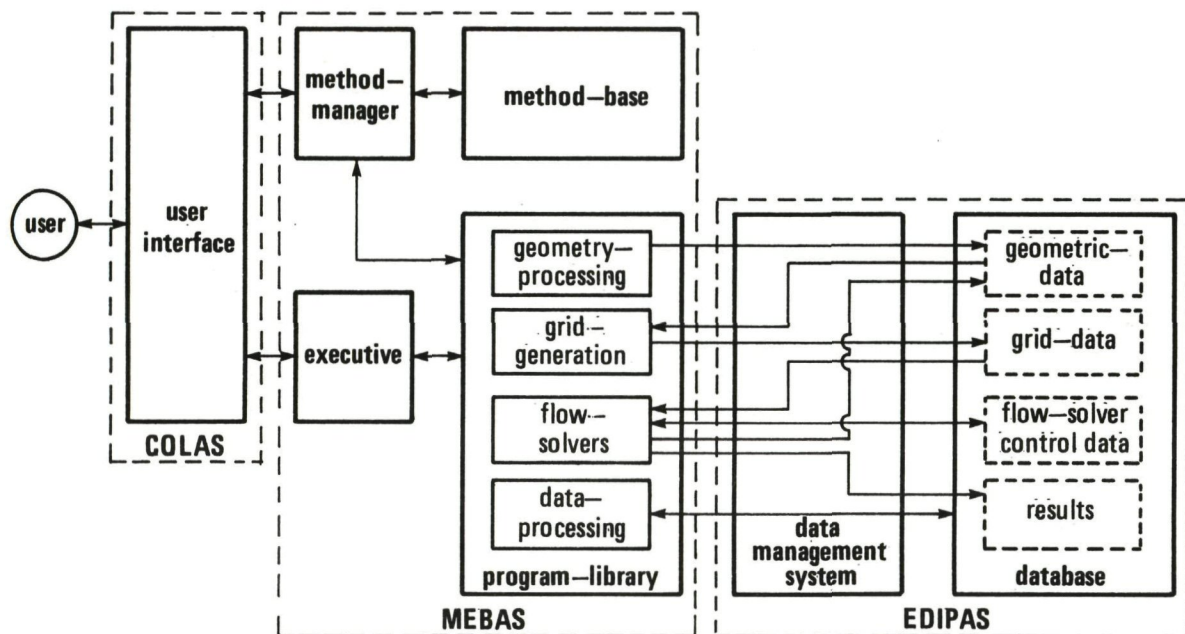 user
user
interface
COLAS
method—
manager
method—base
executive
geometry—
processing
grid—
generation
flow—
solvers
data—
processing
program—library
MEBAS
data
management
system
geometric—
data
grid—data
flow—solver
control data
results
database
EDIPAS